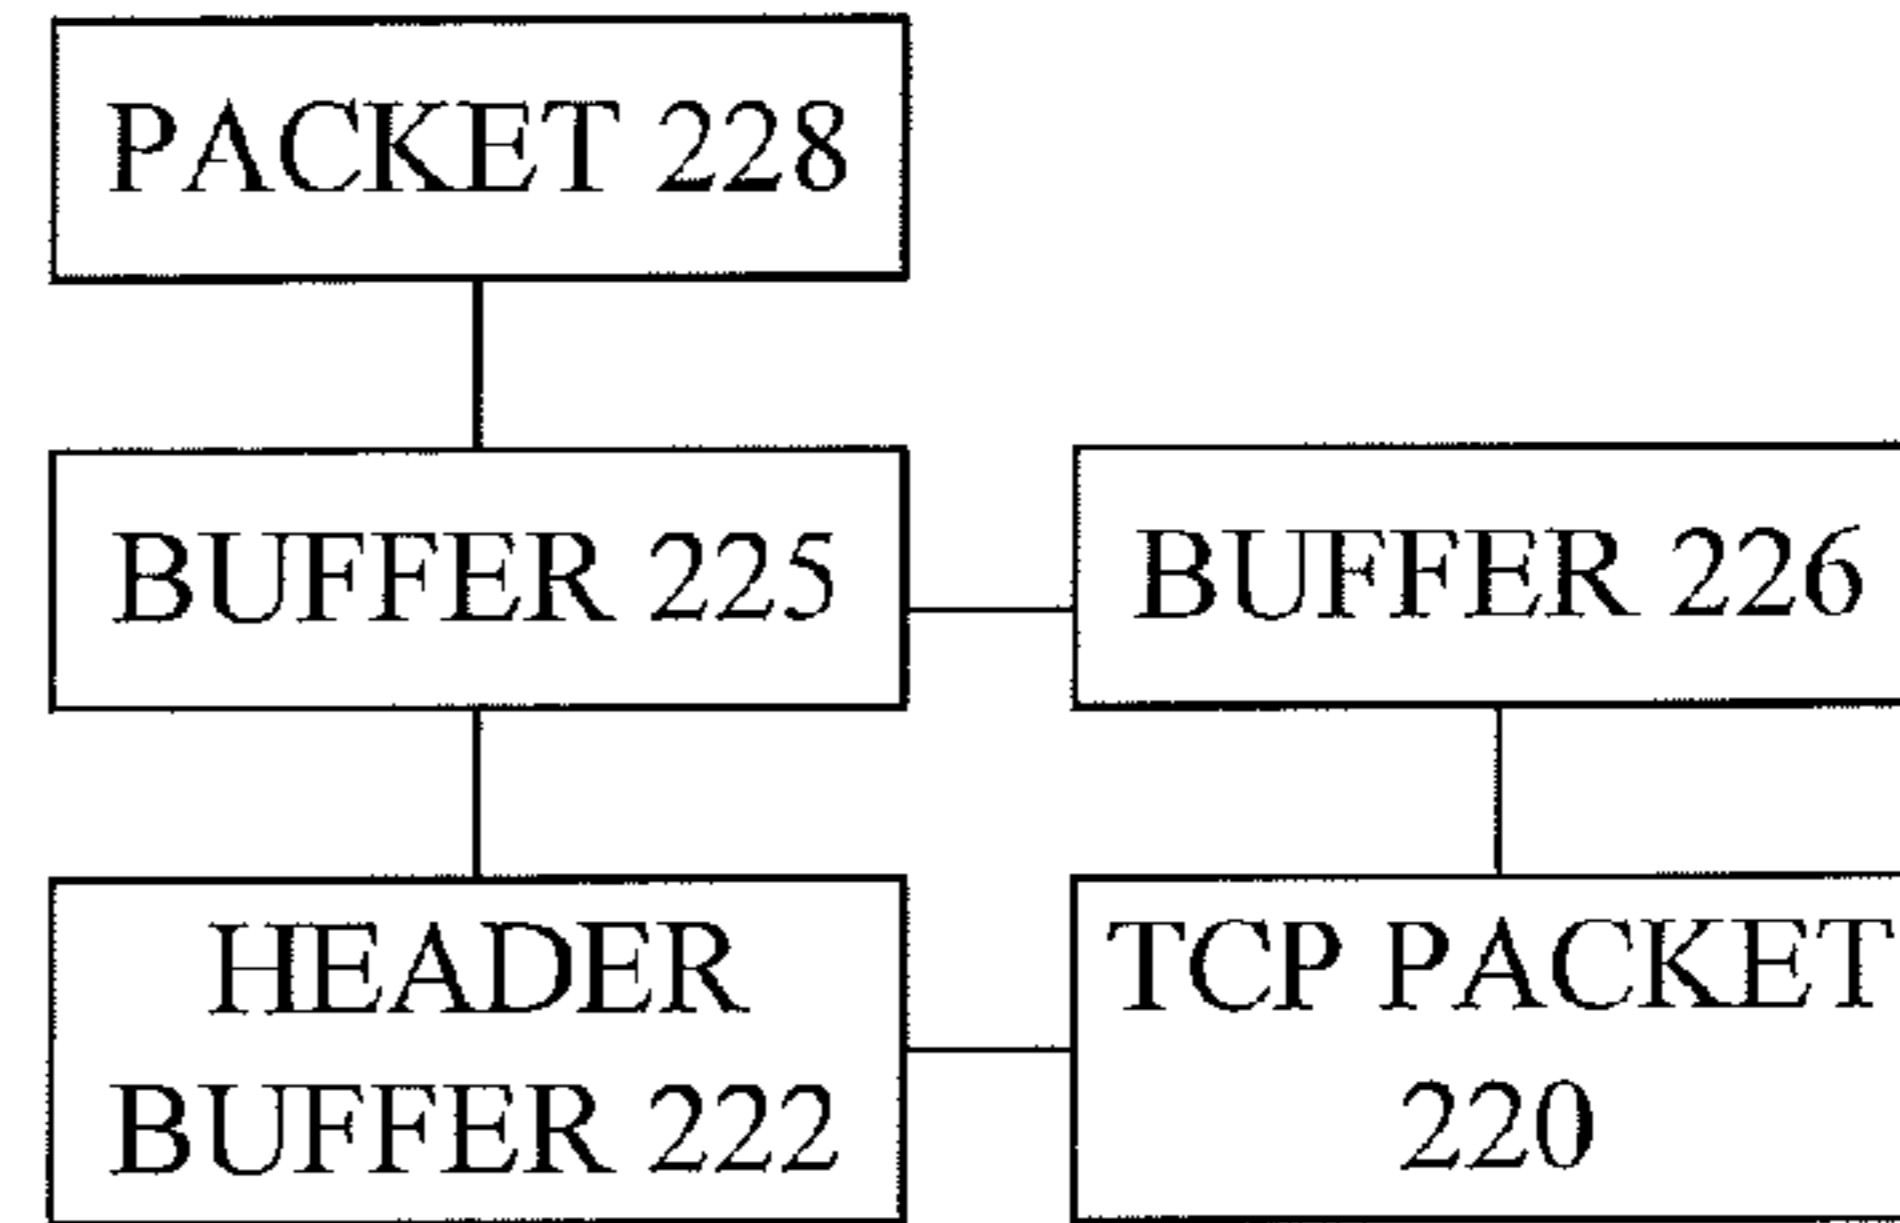 PACKET 228
BUFFER 225
BUFFER 226
HEADER
BUFFER 222
TCP PACKET
220